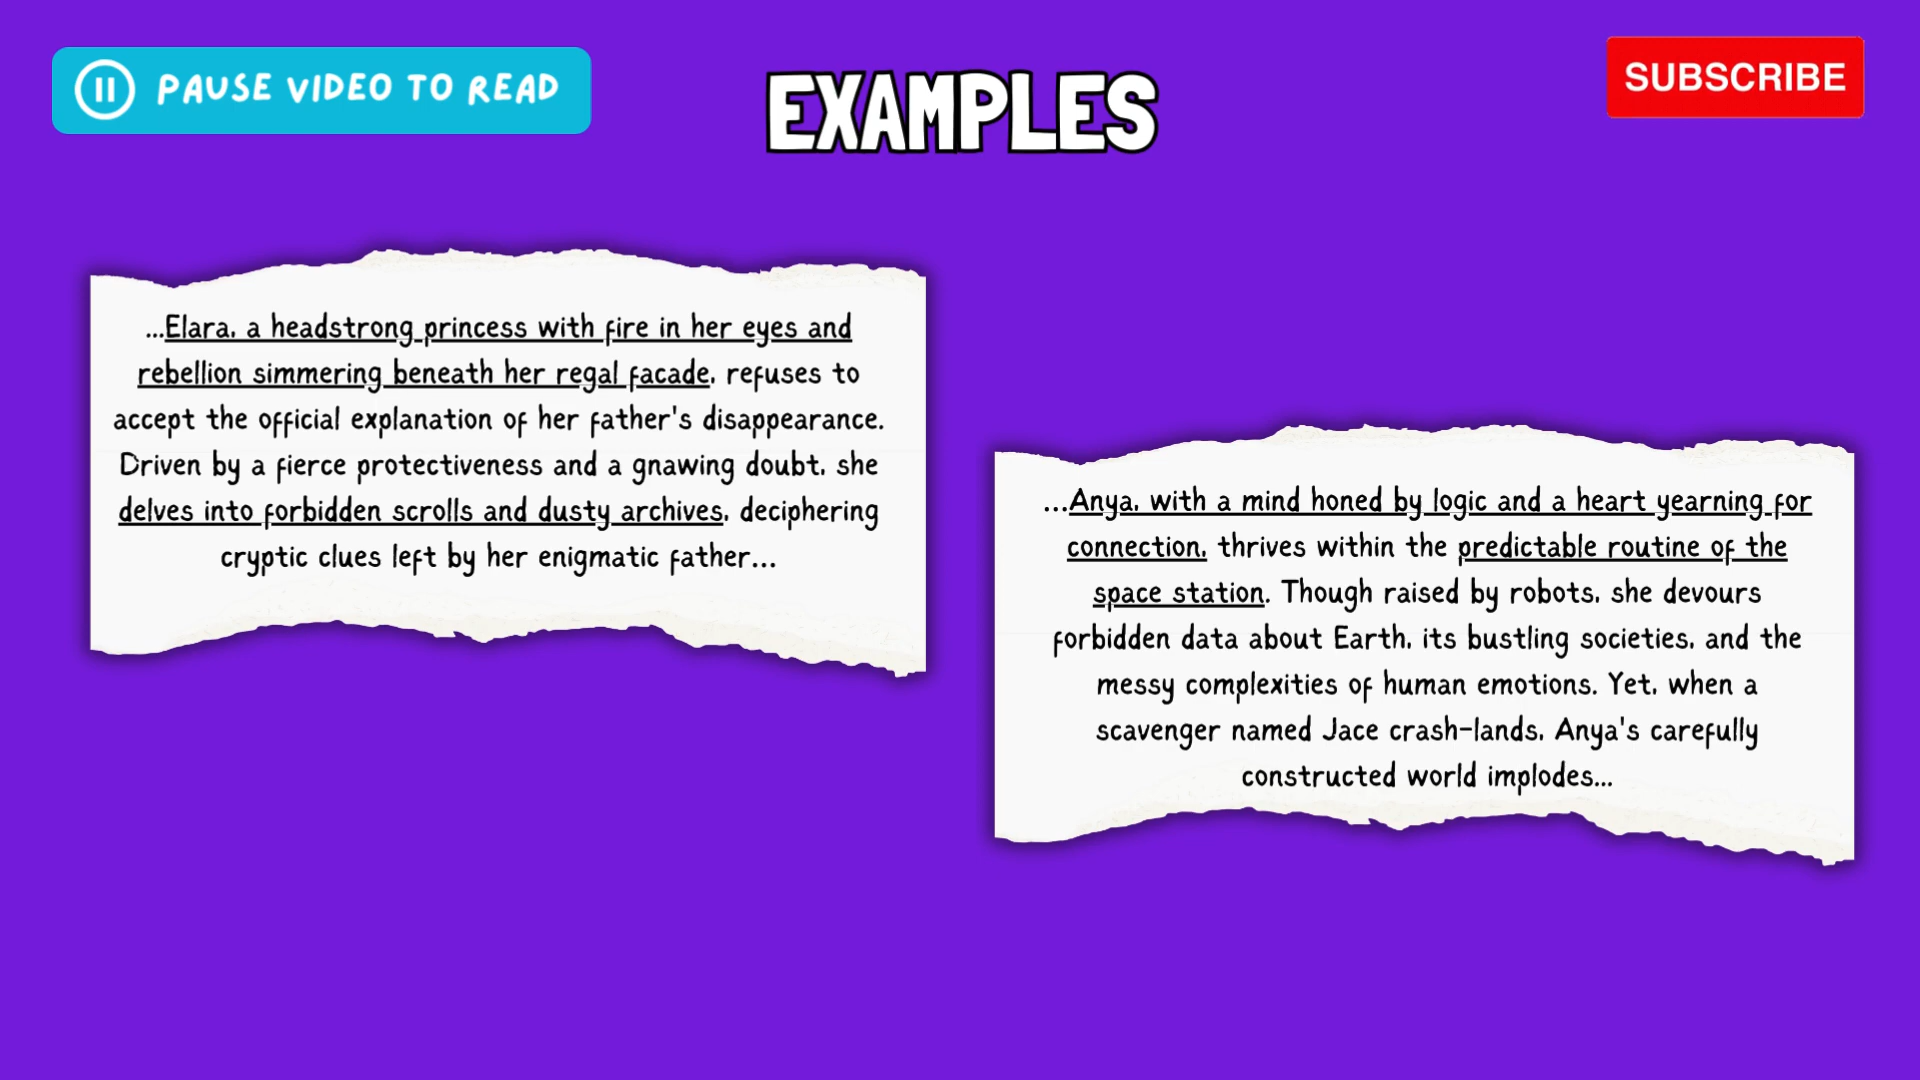 PAUSE VIDEO TO READ
EXAMPLES
SUBSCRIBE
...Elara, a headstrong princess with fire in her eyes and
rebellion simmering beneath her regal facade, refuses to
accept the official explanation of her father's disappearance.
Driven by a fierce protectiveness and a gnawing doubt, she
delves into forbidden scrolls and dusty archives, deciphering
cryptic clues left by her enigmatic father...
...Anya, with a mind honed by logic and a heart yearning for
connection, thrives within the predictable routine of the
space station. Though raised by robots, she devours
forbidden data about Earth, its bustling societies, and the
messy complexities of human emotions. Yet, when a
scavenger named Jace crash-lands, Anya's carefully
constructed world implodes...